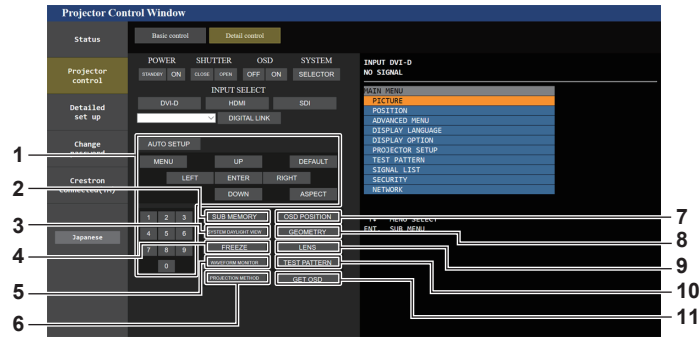 Projector Control Window
Status
Basic control
Detail control
Projector
control
Detailed
set up
Change
password
Crestron
Connected(TM)
Japanese
POWER SHUTTER OSD SYSTEM
STANDBY ON CLOSE OPEN OFF ON SELECTOR
INPUT SELECT
DVI-D HDMI SDI
DIGITAL LINK
AUTO SETUP
MENU UP DEFAULT
LEFT ENTER RIGHT
DOWN ASPECT
1 2 3
4 5 6
7 8 9
0
SUB MEMORY OSD POSITION
SYSTEM DAYLIGHT VIEW GEOMETRY
FREEZE LENS
WAVEFORM MONITOR TEST PATTERN
PROJECTION METHOD GET OSD
INPUT DVI-D
NO SIGNAL
MAIN MENU
PICTURE
POSITION
ADVANCED MENU
DISPLAY LANGUAGE
DISPLAY OPTION
PROJECTOR SETUP
TEST PATTERN
SIGNAL LIST
SECURITY
NETWORK
MENU SELECT
ENT. SUB MENU
1
2
3
4
5
6
7
8
9
10
11